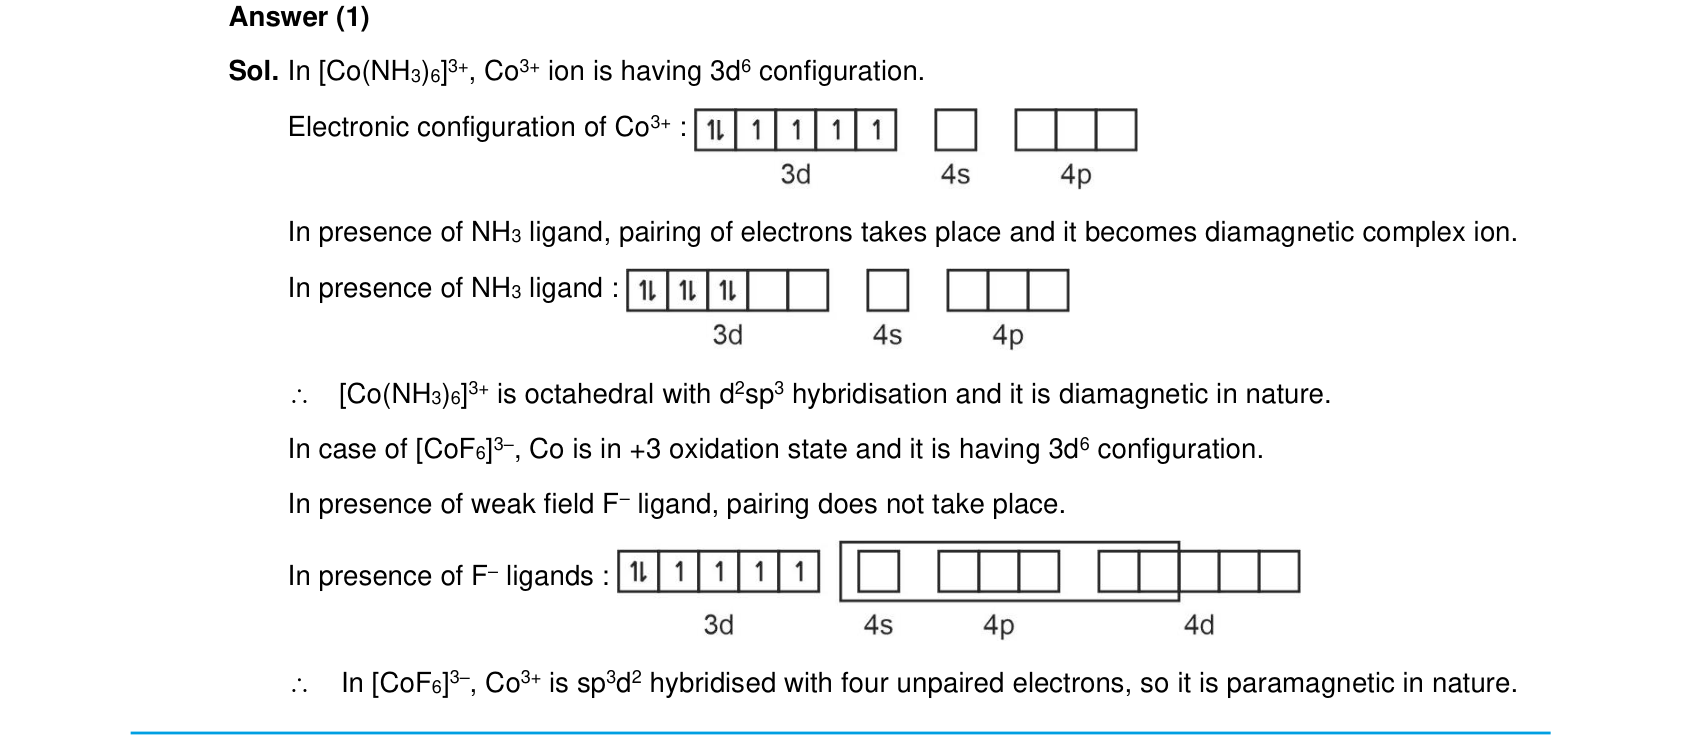 Answer (1)
Sol. In [Co(NH₃)₆]³⁺, Co³⁺ ion is having 3d⁶ configuration.
Electronic configuration of Co³⁺ : ⥮ 1 1 1 1
3d 4s 4p
In presence of NH₃ ligand, pairing of electrons takes place and it becomes diamagnetic complex ion.
In presence of NH₃ ligand : ⥮ ⥮ ⥮
3d 4s 4p
∴ [Co(NH₃)₆]³⁺ is octahedral with d²sp³ hybridisation and it is diamagnetic in nature.
In case of [CoF₆]³⁻, Co is in +3 oxidation state and it is having 3d⁶ configuration.
In presence of weak field F⁻ ligand, pairing does not take place.
In presence of F⁻ ligands : ⥮ 1 1 1 1
3d 4s 4p 4d
∴ In [CoF₆]³⁻, Co³⁺ is sp³d² hybridised with four unpaired electrons, so it is paramagnetic in nature.